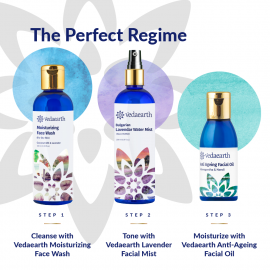 The Perfect Regime
Vedaearth
Moisturizing
Face Wash
Vedaearth
Bulgarian
Lavender Water Mist
Vedaearth
Ageing Facial Oil
STEP 1
Cleanse with
Vedaearth Moisturizing
Face Wash
STEP 2
Tone with
Vedaearth Lavender
Facial Mist
STEP 3
Moisturize with
Vedaearth Anti-Ageing
Facial Oil